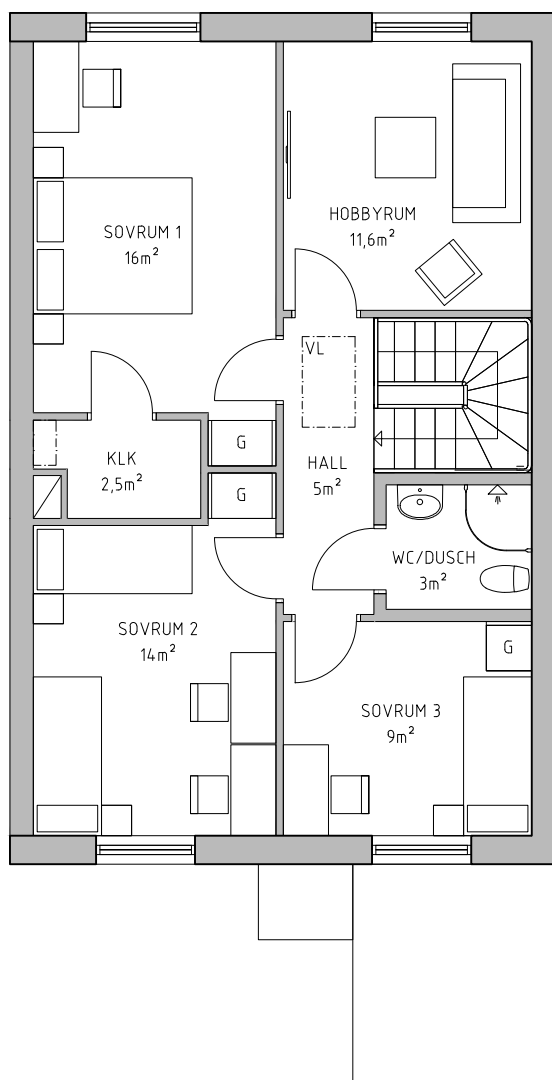 HOBBYRUM
11,6m²
SOVRUM 1
16m²
VL
G
KLK
2,5m²
HALL
5m²
G
WC/DUSCH
3m²
SOVRUM 2
14m²
G
SOVRUM 3
9m²